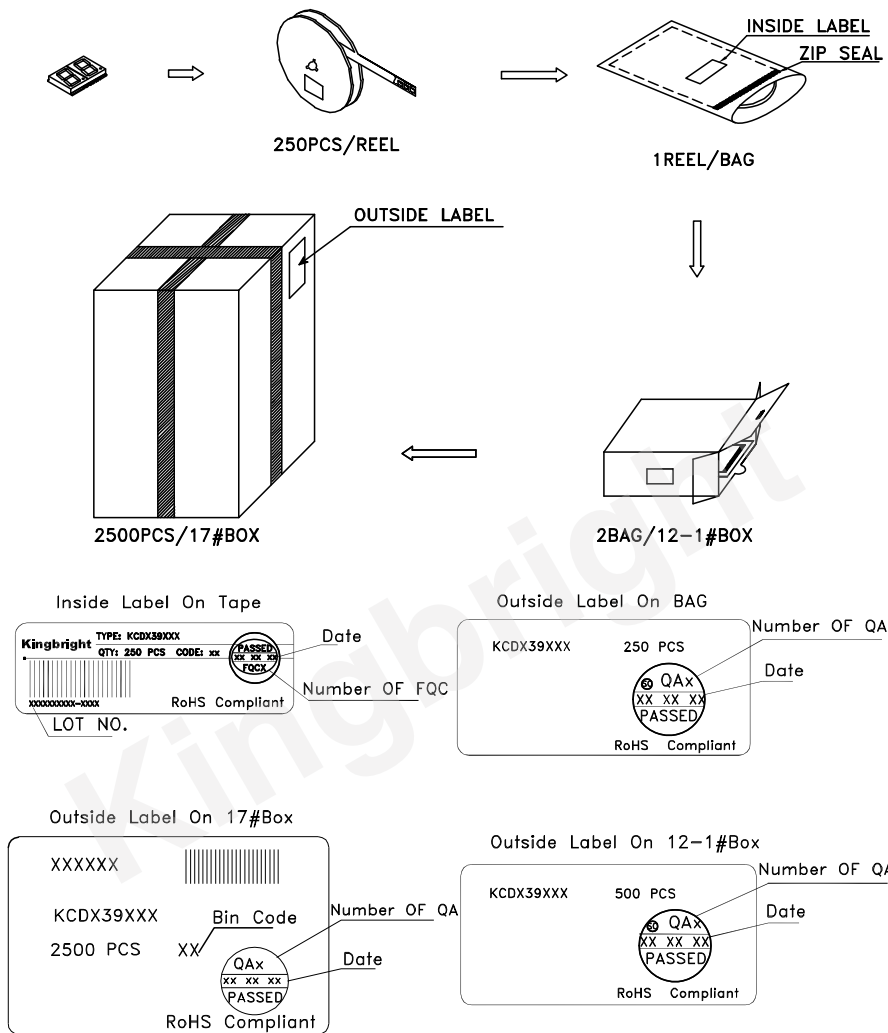 INSIDE LABEL
ZIP SEAL
250PCS/REEL
1REEL/BAG
OUTSIDE LABEL
2500PCS/17#BOX
2BAG/12-1#BOX
Inside Label On Tape
Kingbright
TYPE: KCDX39XXX
QTY: 250 PCS CODE: xx
PASSED
XX XX XX
FQCX
Date
Number OF FQC
XXXXXXXXXX-XXXX
RoHS Compliant
LOT NO.
Outside Label On BAG
KCDX39XXX 250 PCS
QAx
XX XX XX
PASSED
RoHS Compliant
Number OF QA
Date
Outside Label On 17#Box
XXXXXX
KCDX39XXX
Bin Code
2500 PCS XX
QAx
XX XX XX
PASSED
RoHS Compliant
Number OF QA
Date
Outside Label On 12-1#Box
KCDX39XXX 500 PCS
QAx
XX XX XX
PASSED
RoHS Compliant
Number OF QA
Date
Kingbright